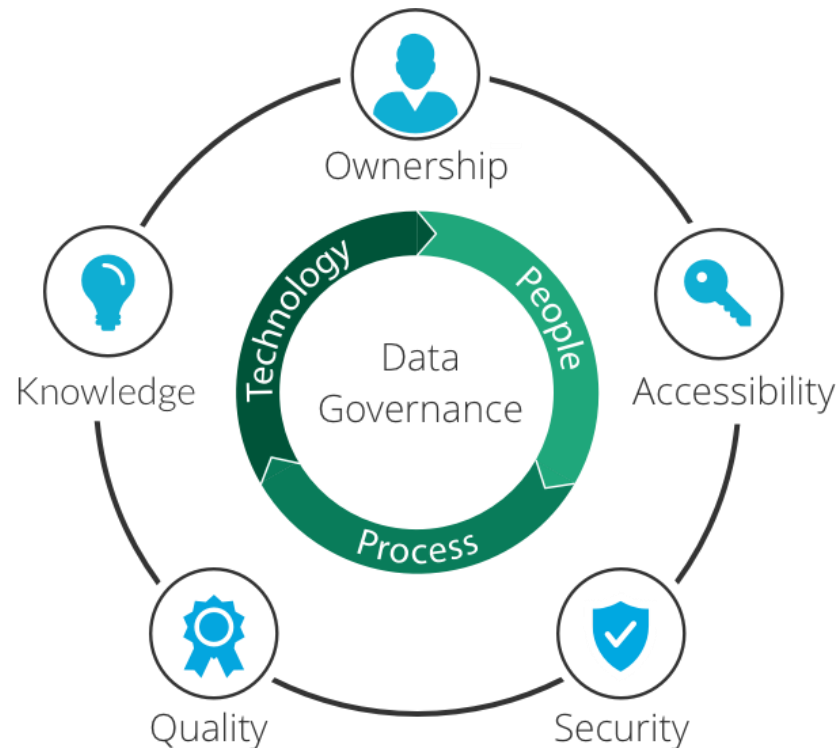 Ownership
Technology
People
Data
Governance
Knowledge
Accessibility
Process
Quality
Security